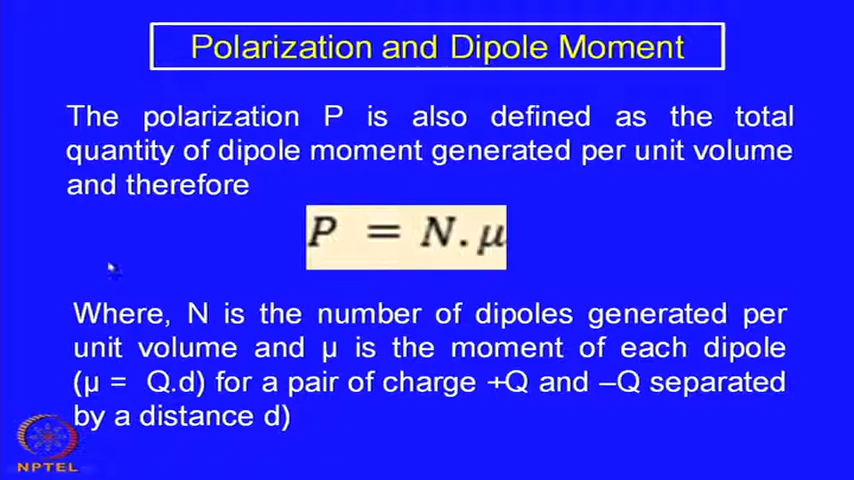 Polarization and Dipole Moment
The polarization P is also defined as the total
quantity of dipole moment generated per unit volume
and therefore
P = N. μ
Where, N is the number of dipoles generated per
unit volume and μ is the moment of each dipole
(μ = Q.d) for a pair of charge +Q and –Q separated
by a distance d)
NPTEL